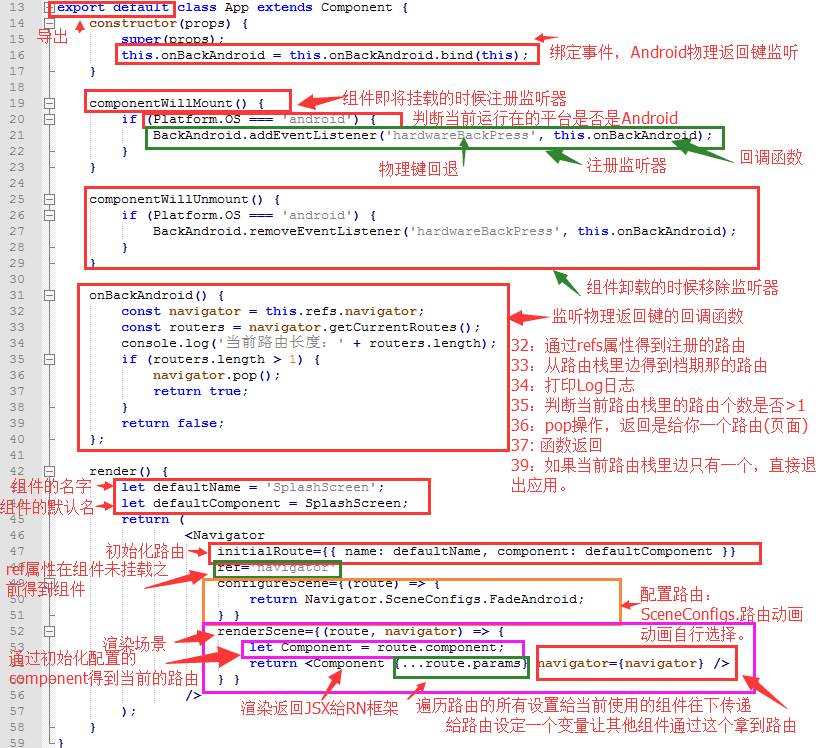 13 export default class App extends Component {
导出
14 constructor(props) {
15 super(props);
16 this.onBackAndroid = this.onBackAndroid.bind(this);
绑定事件，Android物理返回键监听
17 }
18
19 componentWillMount() {
组件即将挂载的时候注册监听器
20 if (Platform.OS === 'android') {
判断当前运行在的平台是否是Android
21 BackAndroid.addEventListener('hardwareBackPress', this.onBackAndroid);
22 }
物理键回退
注册监听器
回调函数
23 }
24
25 componentWillUnmount() {
26 if (Platform.OS === 'android') {
27 BackAndroid.removeEventListener('hardwareBackPress', this.onBackAndroid);
28 }
29 }
30
组件卸载的时候移除监听器
31 onBackAndroid() {
32 const navigator = this.refs.navigator;
监听物理返回键的回调函数
33 const routers = navigator.getCurrentRoutes();
34 console.log('当前路由长度：' + routers.length);
35 if (routers.length > 1) {
36 navigator.pop();
37 return true;
38 }
39 return false;
40 };
41
32：通过refs属性得到注册的路由
33：从路由栈里边得到档期那的路由
34：打印Log日志
35：判断当前路由栈里的路由个数是否>1
36：pop操作，返回是给你一个路由(页面)
37: 函数返回
39：如果当前路由栈里边只有一个，直接退
出应用。
42 render() {
组件的名字
let defaultName = 'SplashScreen';
组件的默认名
let defaultComponent = SplashScreen;
45 return (
46 <Navigator
初始化路由
47 initialRoute={{ name: defaultName, component: defaultComponent }}
ref='navigator'
ref属性在组件未挂载之
前得到组件
configureScene={(route) => {
50 return Navigator.SceneConfigs.FadeAndroid;
51 } }
配置路由：
SceneConfigs.路由动画
动画自行选择。
52 renderScene={(route, navigator) => {
渲染场景
let Component = route.component;
return <Component {...route.params} navigator={navigator} />
通过初始化配置的
component得到当前的路由
} }
56 />
渲染返回JSX给RN框架
遍历路由的所有设置給当前使用的组件往下传递
給路由设定一个变量让其他组件通过这个拿到路由
57 );
58 }
59 }